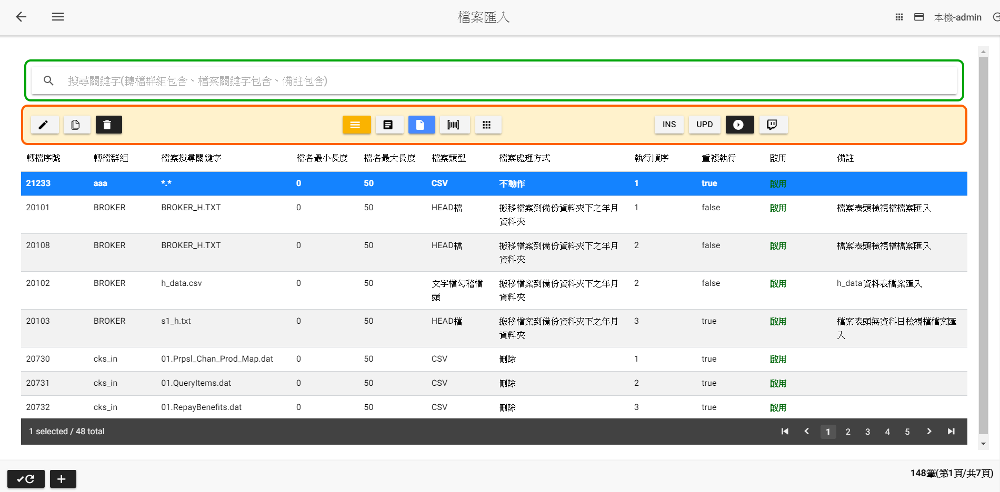 檔案匯入
本機-admin
搜尋關鍵字(轉檔群組包含、檔案關鍵字包含、備註包含)
INS UPD
轉檔序號 轉檔群組 檔案搜尋關鍵字 檔名最小長度 檔名最大長度 檔案類型 檔案處理方式 執行順序 重複執行 啟用 備註
21233 aaa *.* 0 50 CSV 不動作 1 true 啟用
20101 BROKER BROKER_H.TXT 0 50 HEAD檔 搬移檔案到備份資料夾下之年月 1 false 啟用 檔案表頭檢視檔檔案匯入
資料夾
20108 BROKER BROKER_H.TXT 0 50 HEAD檔 搬移檔案到備份資料夾下之年月 2 false 啟用 檔案表頭檢視檔檔案匯入
資料夾
20102 BROKER h_data.csv 0 50 文字檔勾稽檔 搬移檔案到備份資料夾下之年月 2 false 啟用 h_data資料表檔案匯入
頭 資料夾
20103 BROKER s1_h.txt 0 50 HEAD檔 搬移檔案到備份資料夾下之年月 3 true 啟用 檔案表頭無資料日檢視檔檔案匯
資料夾 入
20730 cks_in 01.Prpsl_Chan_Prod_Map.dat 0 50 CSV 刪除 1 true 啟用
20731 cks_in 01.QueryItems.dat 0 50 CSV 刪除 2 true 啟用
20732 cks_in 01.RepayBenefits.dat 0 50 CSV 刪除 3 true 啟用
1 selected / 48 total 1 2 3 4 5
148筆(第1頁/共7頁)